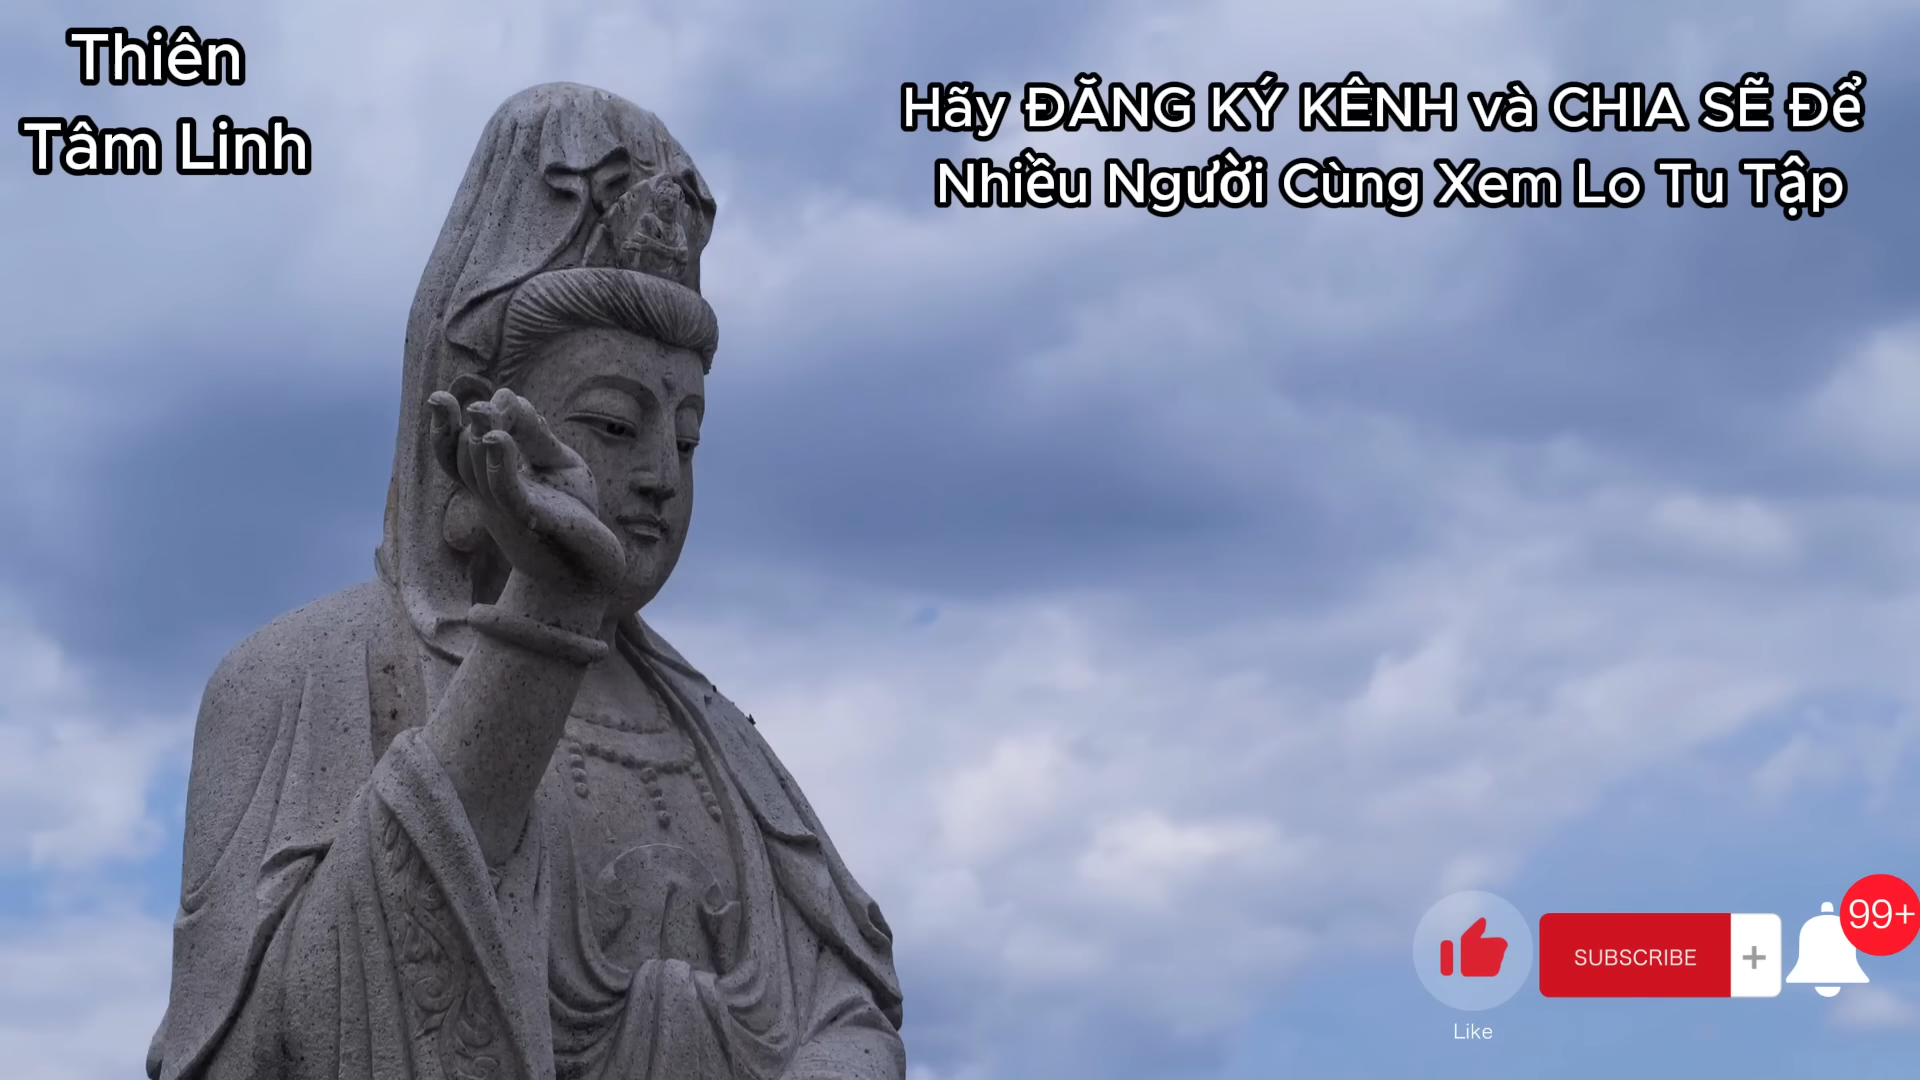 Thiên
Tâm Linh
Hãy ĐĂNG KÝ KÊNH và CHIA SẼ Để
Nhiều Người Cùng Xem Lo Tu Tập
99+
SUBSCRIBE +
Like